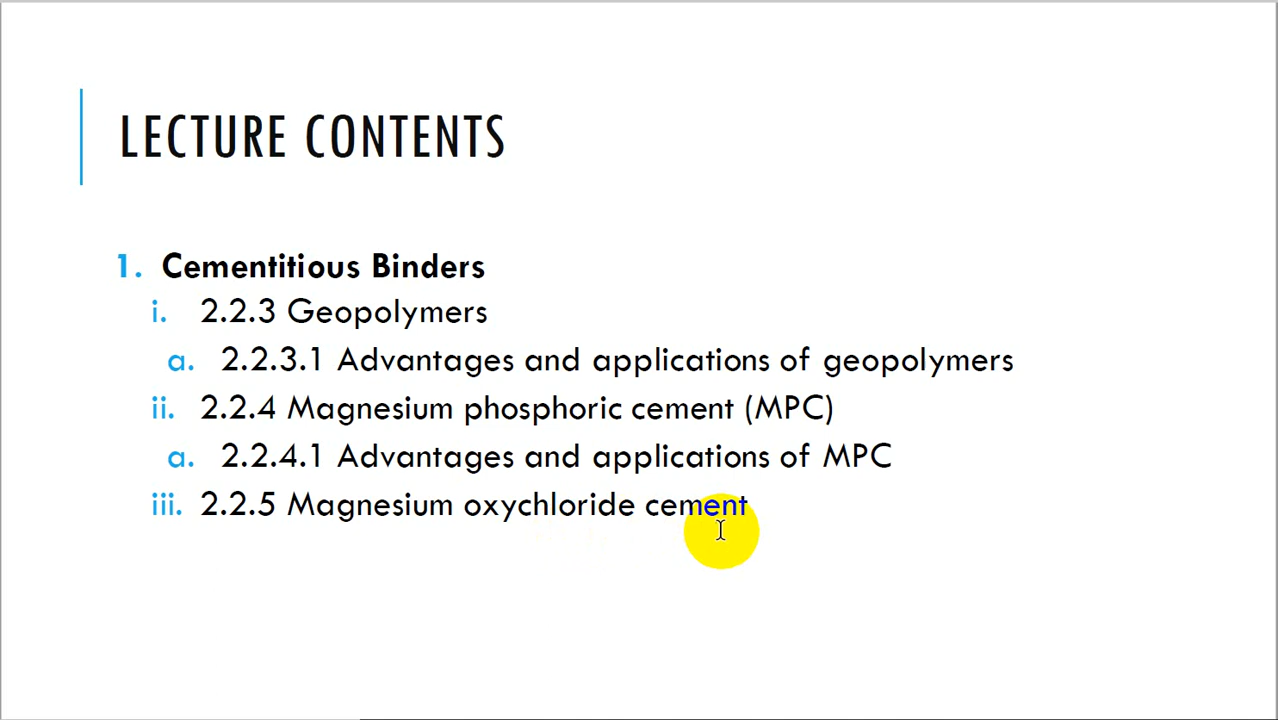 LECTURE CONTENTS
1. Cementitious Binders
i. 2.2.3 Geopolymers
a. 2.2.3.1 Advantages and applications of geopolymers
ii. 2.2.4 Magnesium phosphoric cement (MPC)
a. 2.2.4.1 Advantages and applications of MPC
iii. 2.2.5 Magnesium oxychloride cement